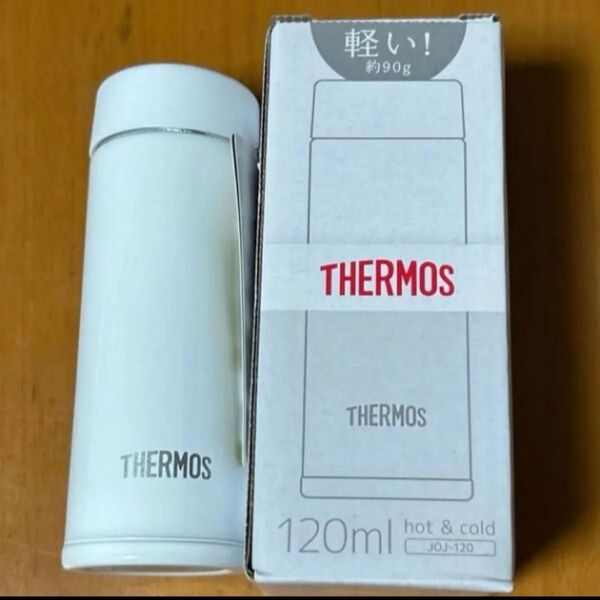 THERMOS
軽い!
約90g
THERMOS
THERMOS
120ml hot & cold
JOJ-120